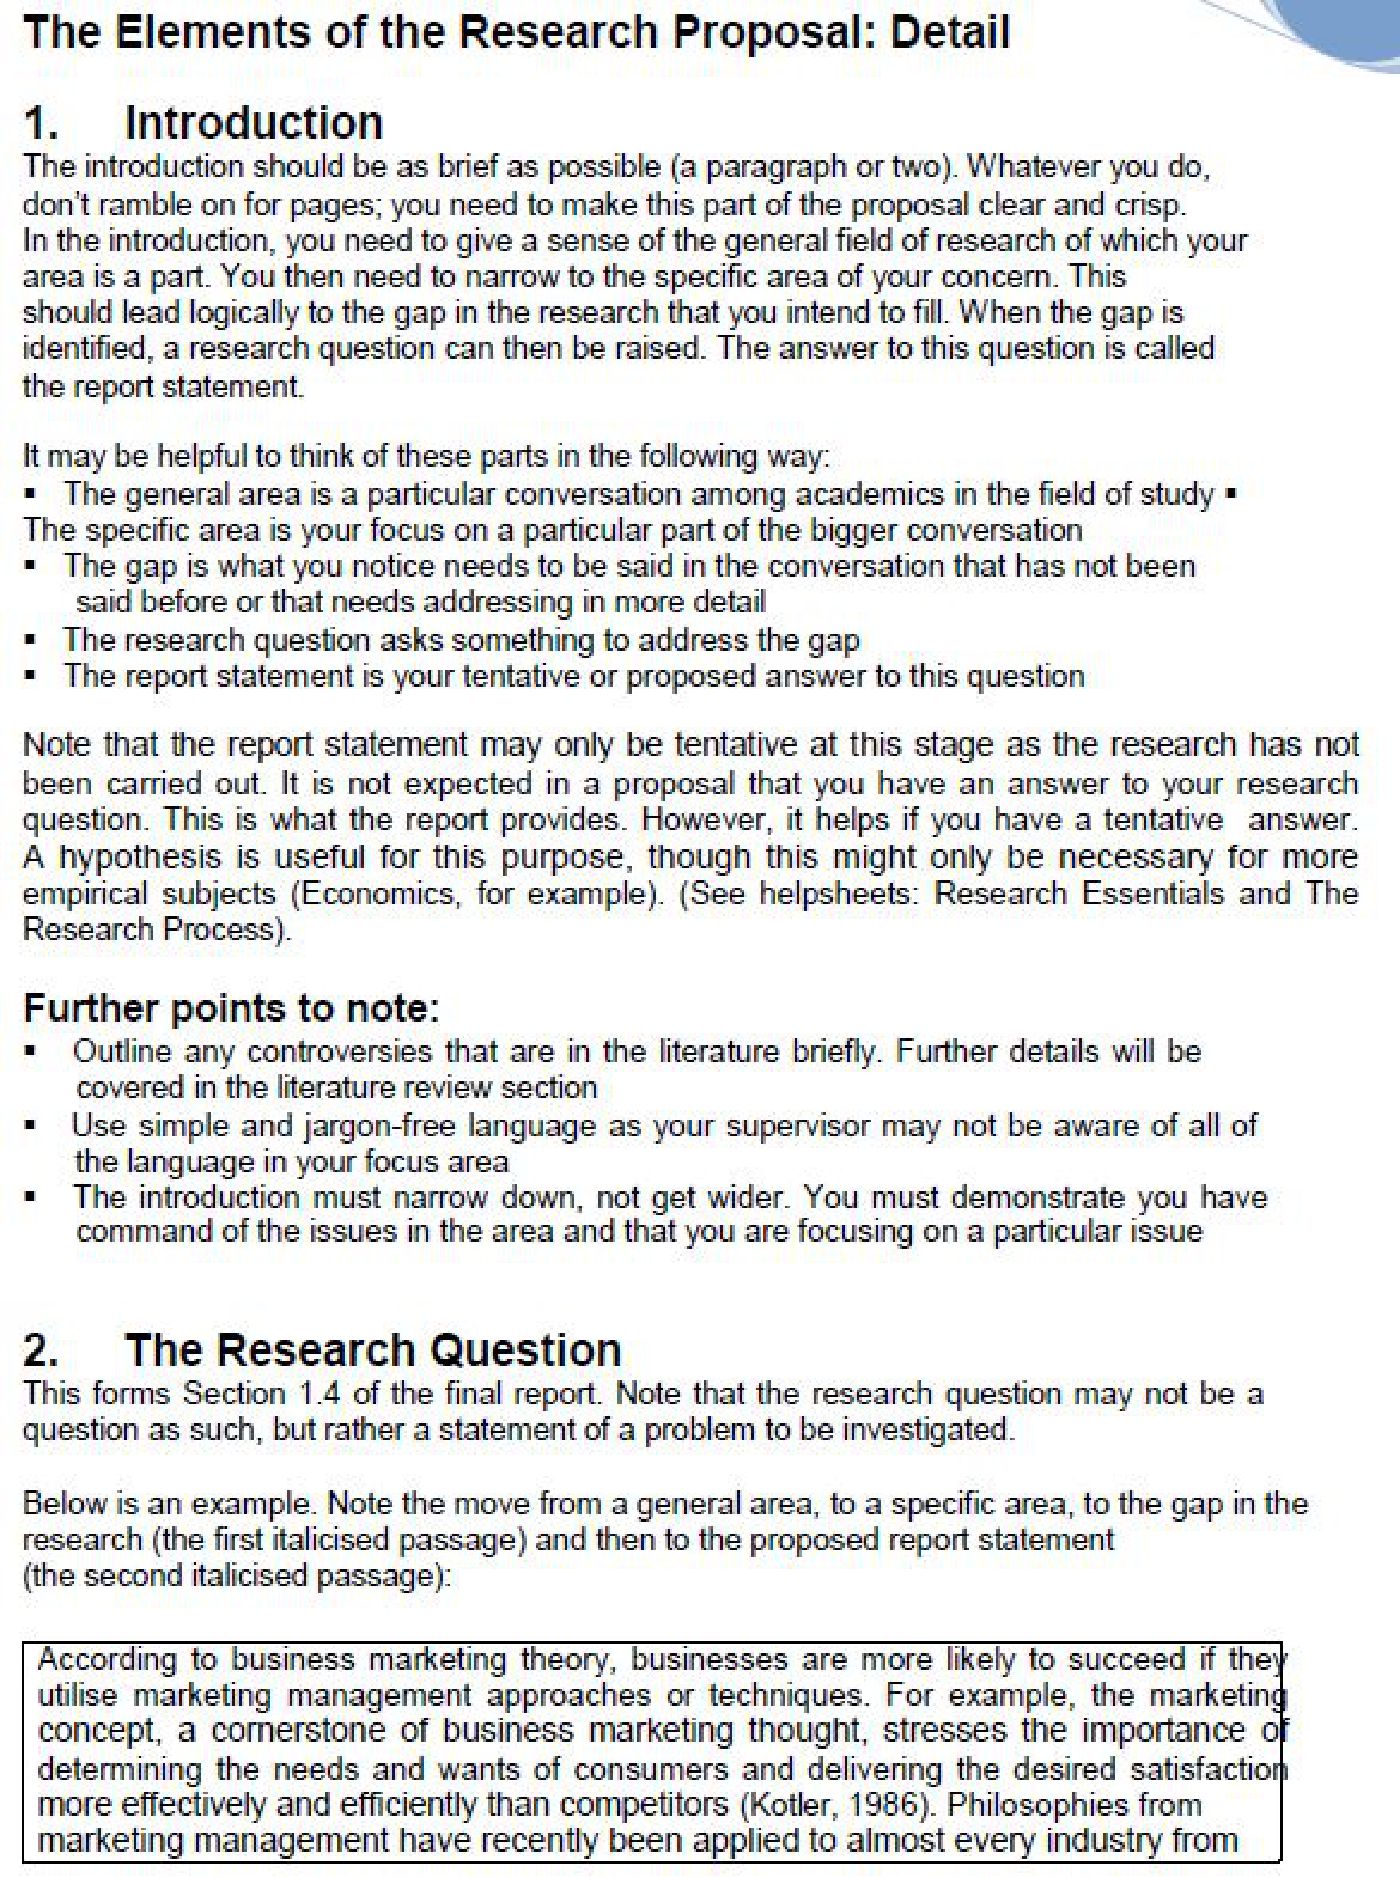 The Elements of the Research Proposal: Detail
1. Introduction
The introduction should be as brief as possible (a paragraph or two). Whatever you do,
don't ramble on for pages; you need to make this part of the proposal clear and crisp.
In the introduction, you need to give a sense of the general field of research of which your
area is a part. You then need to narrow to the specific area of your concern. This
should lead logically to the gap in the research that you intend to fill. When the gap is
identified, a research question can then be raised. The answer to this question is called
the report statement.
It may be helpful to think of these parts in the following way:
▪ The general area is a particular conversation among academics in the field of study ▪
The specific area is your focus on a particular part of the bigger conversation
▪ The gap is what you notice needs to be said in the conversation that has not been
said before or that needs addressing in more detail
▪ The research question asks something to address the gap
▪ The report statement is your tentative or proposed answer to this question
Note that the report statement may only be tentative at this stage as the research has not
been carried out. It is not expected in a proposal that you have an answer to your research
question. This is what the report provides. However, it helps if you have a tentative answer.
A hypothesis is useful for this purpose, though this might only be necessary for more
empirical subjects (Economics, for example). (See helpsheets: Research Essentials and The
Research Process).
Further points to note:
▪ Outline any controversies that are in the literature briefly. Further details will be
covered in the literature review section
▪ Use simple and jargon-free language as your supervisor may not be aware of all of
the language in your focus area
▪ The introduction must narrow down, not get wider. You must demonstrate you have
command of the issues in the area and that you are focusing on a particular issue
2. The Research Question
This forms Section 1.4 of the final report. Note that the research question may not be a
question as such, but rather a statement of a problem to be investigated.
Below is an example. Note the move from a general area, to a specific area, to the gap in the
research (the first italicised passage) and then to the proposed report statement
(the second italicised passage):
According to business marketing theory, businesses are more likely to succeed if they
utilise marketing management approaches or techniques. For example, the marketing
concept, a cornerstone of business marketing thought, stresses the importance of
determining the needs and wants of consumers and delivering the desired satisfaction
more effectively and efficiently than competitors (Kotler, 1986). Philosophies from
marketing management have recently been applied to almost every industry from